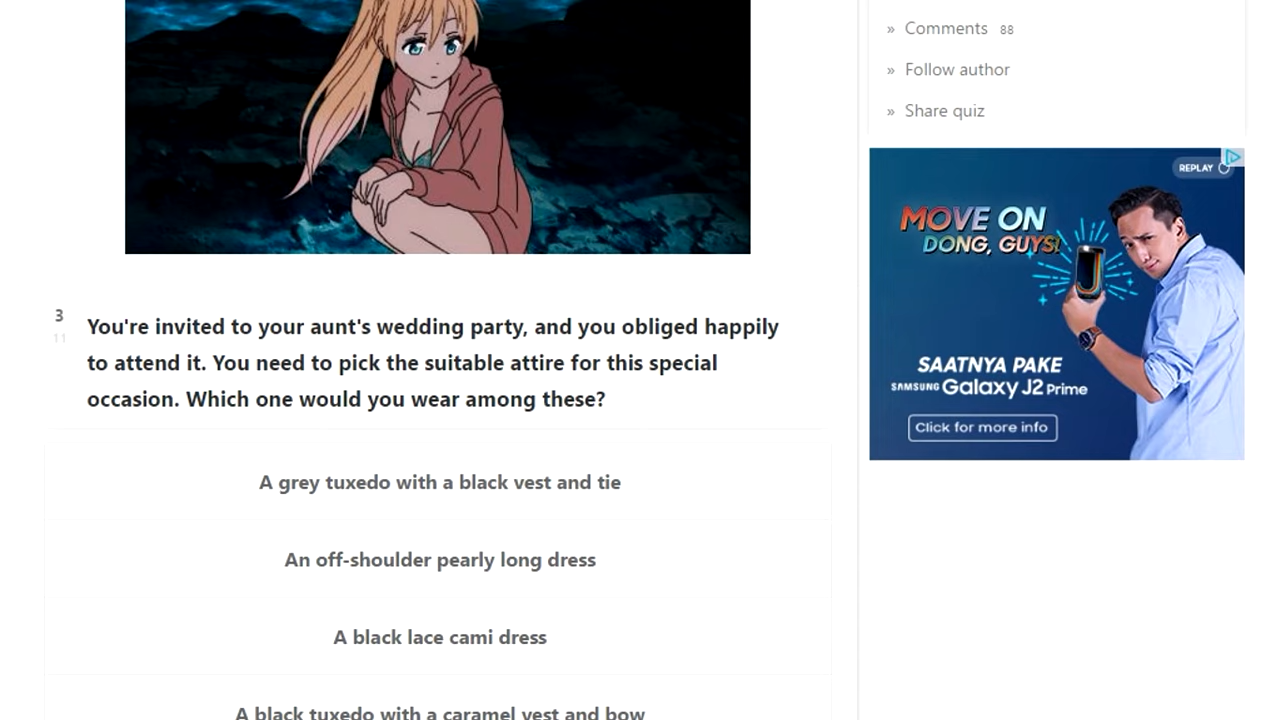 3
11
You're invited to your aunt's wedding party, and you obliged happily
to attend it. You need to pick the suitable attire for this special
occasion. Which one would you wear among these?
A grey tuxedo with a black vest and tie
An off-shoulder pearly long dress
A black lace cami dress
A black tuxedo with a caramel vest and bow
» Comments 88
» Follow author
» Share quiz
REPLAY
MOVE ON
DONG, GUYS!
J
SAATNYA PAKE
SAMSUNG Galaxy J2 Prime
Click for more info